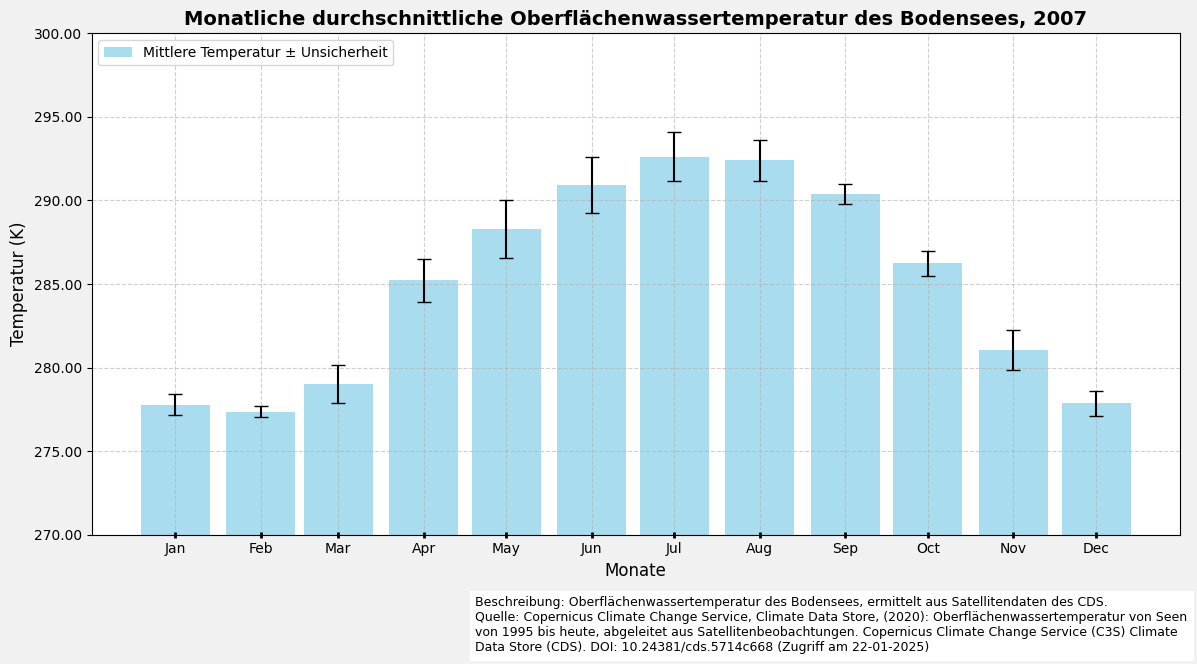 Monatliche durchschnittliche Oberflächenwassertemperatur des Bodensees, 2007
300.00
295.00
290.00
285.00
280.00
275.00
270.00
Temperatur (K)
Mittlere Temperatur ± Unsicherheit
Jan Feb Mar Apr May Jun Jul Aug Sep Oct Nov Dec
Monate
Beschreibung: Oberflächenwassertemperatur des Bodensees, ermittelt aus Satellitendaten des CDS.
Quelle: Copernicus Climate Change Service, Climate Data Store, (2020): Oberflächenwassertemperatur von Seen
von 1995 bis heute, abgeleitet aus Satellitenbeobachtungen. Copernicus Climate Change Service (C3S) Climate
Data Store (CDS). DOI: 10.24381/cds.5714c668 (Zugriff am 22-01-2025)